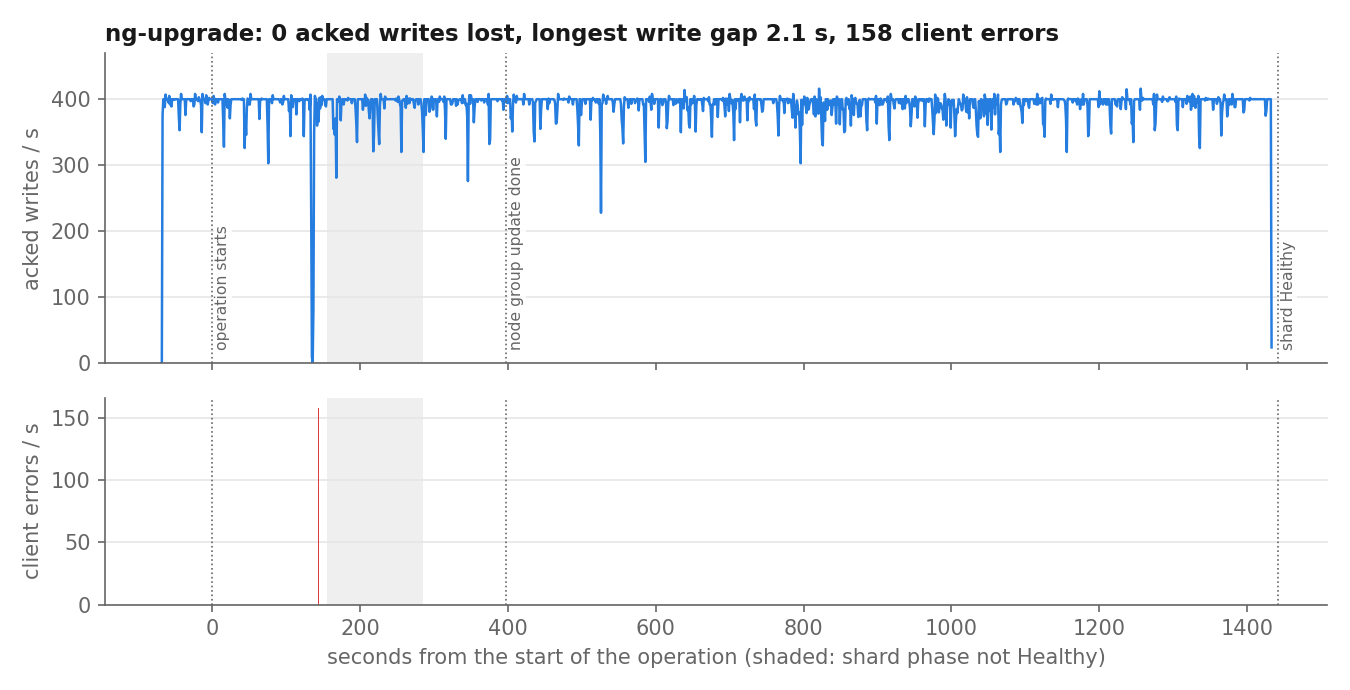 ng-upgrade: 0 acked writes lost, longest write gap 2.1 s, 158 client errors
acked writes / s
400
300
200
100
0
operation starts
node group update done
shard Healthy
client errors / s
150
100
50
0
0 200 400 600 800 1000 1200 1400
seconds from the start of the operation (shaded: shard phase not Healthy)